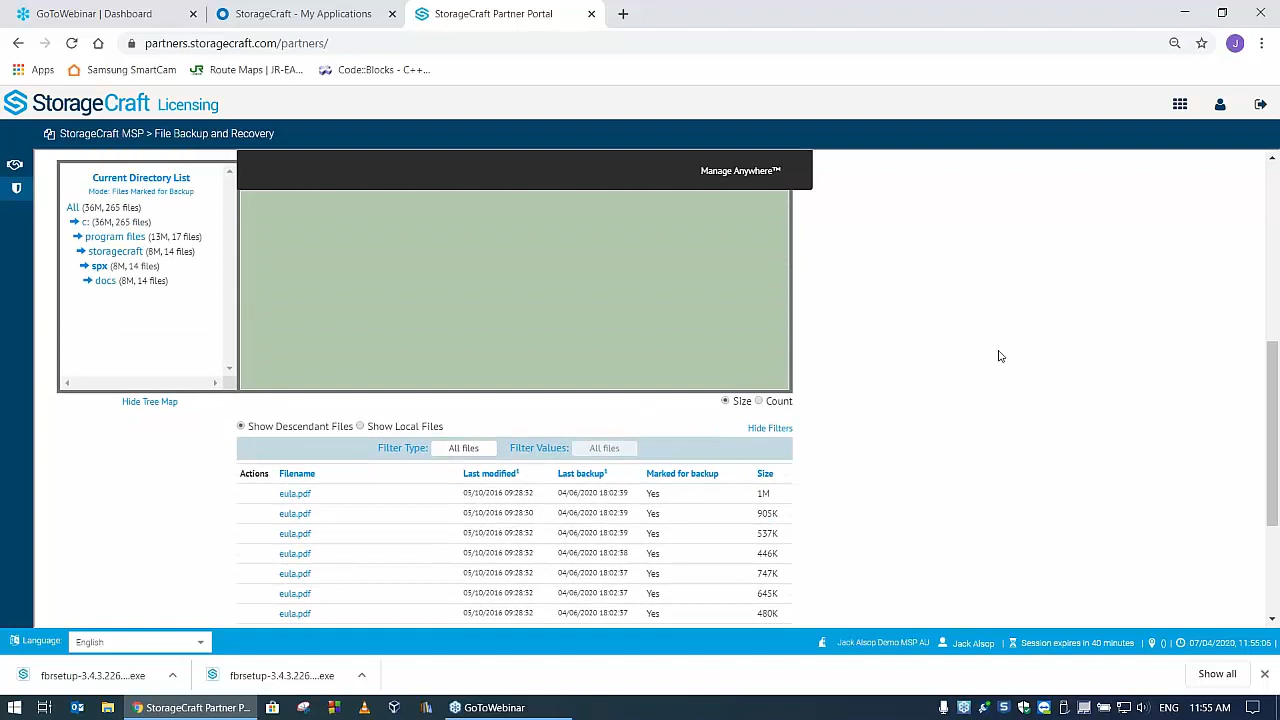 GoToWebinar | Dashboard
StorageCraft - My Applications
StorageCraft Partner Portal
partners.storagecraft.com/partners/
Apps
Samsung SmartCam
Route Maps | JR-EA...
Code::Blocks - C++...
StorageCraft Licensing
StorageCraft MSP > File Backup and Recovery
Manage Anywhere™
Current Directory List
Mode: Files Marked for Backup
All (36M, 265 files)
c: (36M, 265 files)
program files (13M, 17 files)
storagecraft (8M, 14 files)
spx (8M, 14 files)
docs (8M, 14 files)
Hide Tree Map
Size Count
Show Descendant Files Show Local Files
Hide Filters
Filter Type: All files Filter Values: All files
Actions Filename Last modified¹ Last backup¹ Marked for backup Size
eula.pdf 03/10/2016 09:28:32 04/06/2020 18:02:39 Yes 1M
eula.pdf 03/10/2016 09:28:30 04/06/2020 18:02:39 Yes 905K
eula.pdf 03/10/2016 09:28:32 04/06/2020 18:02:39 Yes 537K
eula.pdf 03/10/2016 09:28:32 04/06/2020 18:02:38 Yes 446K
eula.pdf 03/10/2016 09:28:32 04/06/2020 18:02:37 Yes 747K
eula.pdf 03/10/2016 09:28:32 04/06/2020 18:02:37 Yes 645K
eula.pdf 03/10/2016 09:28:32 04/06/2020 18:02:37 Yes 480K
Language: English
Jack Alsop Demo MSP AU
Jack Alsop
Session expires in 40 minutes
()
07/04/2020, 11:55:06
fbrsetup-3.4.3.226....exe
fbrsetup-3.4.3.226....exe
Show all
StorageCraft Partner P...
GoToWebinar
ENG
11:55 AM